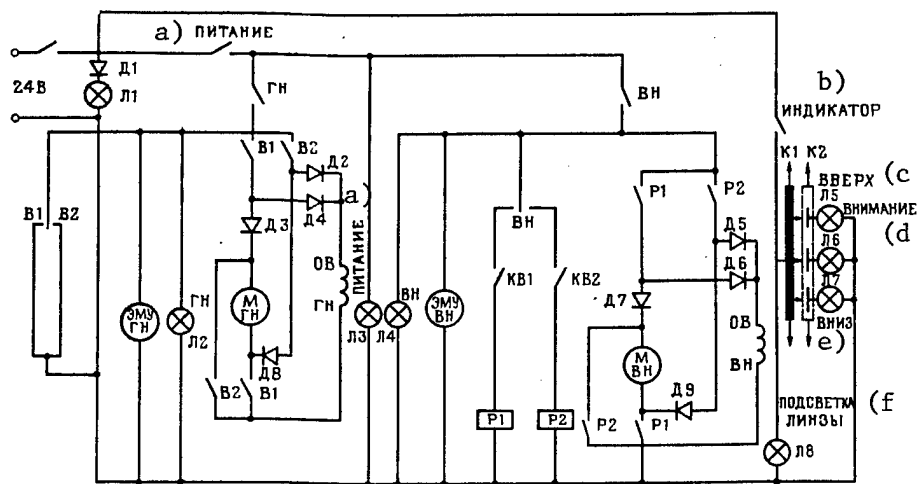 а) ПИТАНИЕ
24В
Д1
Л1
ГН
ВН
b)
ИНДИКАТОР
К1 К2
В1
В2
Д2
а)
Д4
Д3
В1 В2
ОВ
ГН
ПИТАНИЕ
ЭМУ
ГН
ГН
Л2
М
ГН
Д8
В2
В1
Л3
ВН
Л4
ЭМУ
ВН
ВН
КВ1
КВ2
Р1
Р2
Р1
Р2
Д5
Д6
Д7
ОВ
ВН
М
ВН
Д9
Р2
Р1
ВВЕРХ (c
Л5
ВНИМАНИЕ
(d
Л6
Л7
ВНИЗ
e)
ПОДСВЕТКА (f
ЛИНЗЫ
Л8